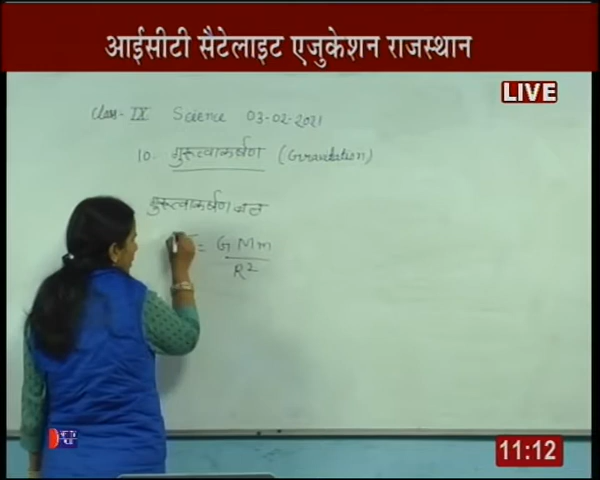 आईसीटी सैटेलाइट एजुकेशन राजस्थान
LIVE
Class-IX Science 03-02-2021
10. गुरूत्वाकर्षण (Gravidation)
गुरूत्वाकर्षण बल
= G M m
R²
11:12